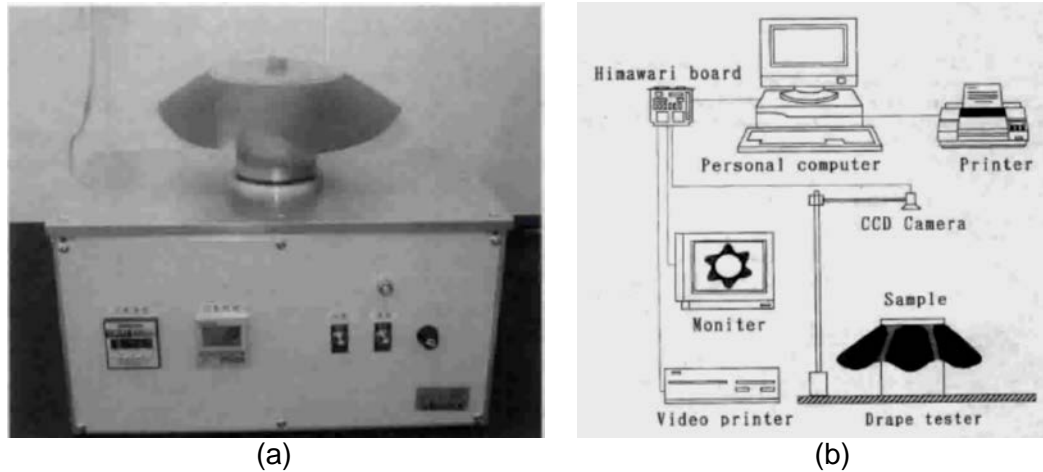 Himawari board
Personal computer
Printer
CCD Camera
Moniter
Sample
Video printer
Drape tester
(a)
(b)